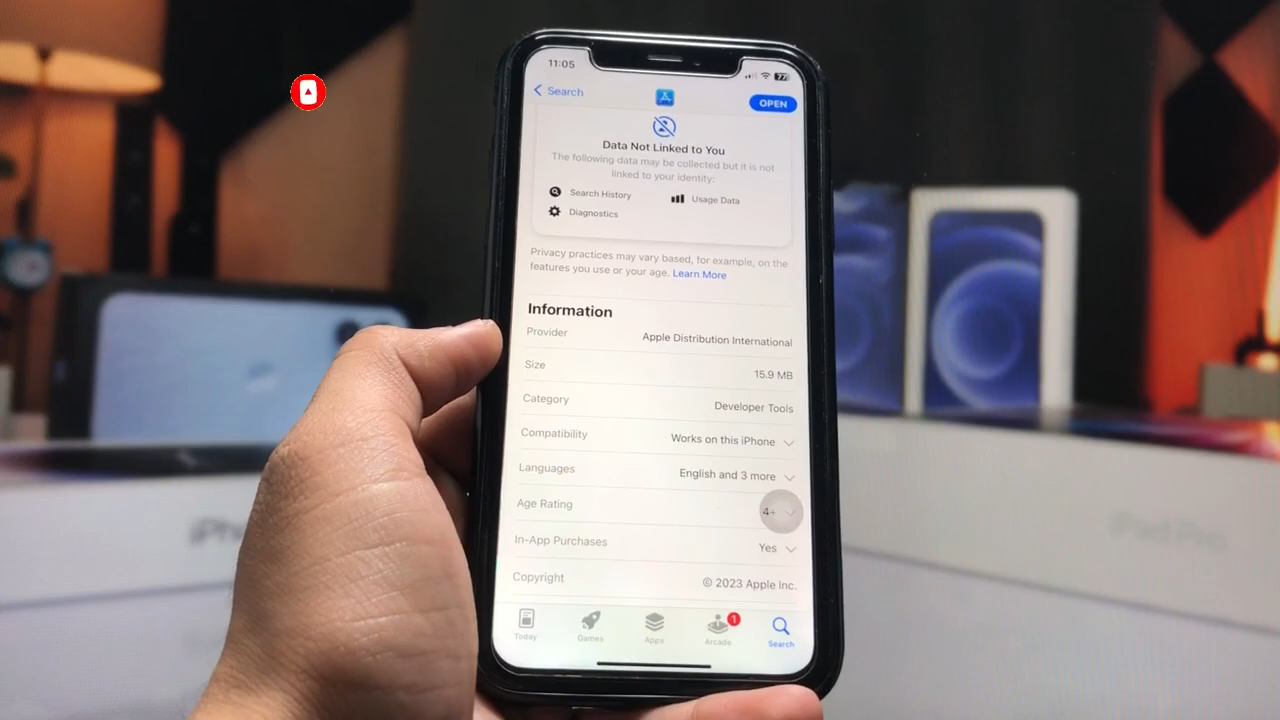 11:05
77
Search
OPEN
Data Not Linked to You
The following data may be collected but it is not
linked to your identity:
Search History
Usage Data
Diagnostics
Privacy practices may vary based, for example, on the
features you use or your age. Learn More
Information
Provider
Apple Distribution International
Size
15.9 MB
Category
Developer Tools
Compatibility
Works on this iPhone
Languages
English and 3 more
Age Rating
4+
In-App Purchases
Yes
Copyright
© 2023 Apple Inc.
Today
Games
Apps
Arcade
1
Search
iPho
iPad Pro